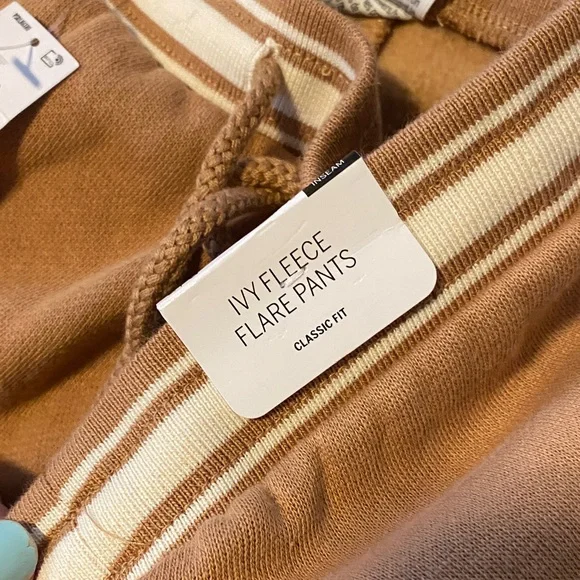 INSEAM
IVY FLEECE
FLARE PANTS
CLASSIC FIT